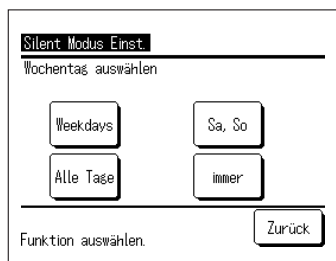 Silent Modus Einst.
Wochentag auswählen
Weekdays
Sa, So
Alle Tage
immer
Zurück
Funktion auswählen.